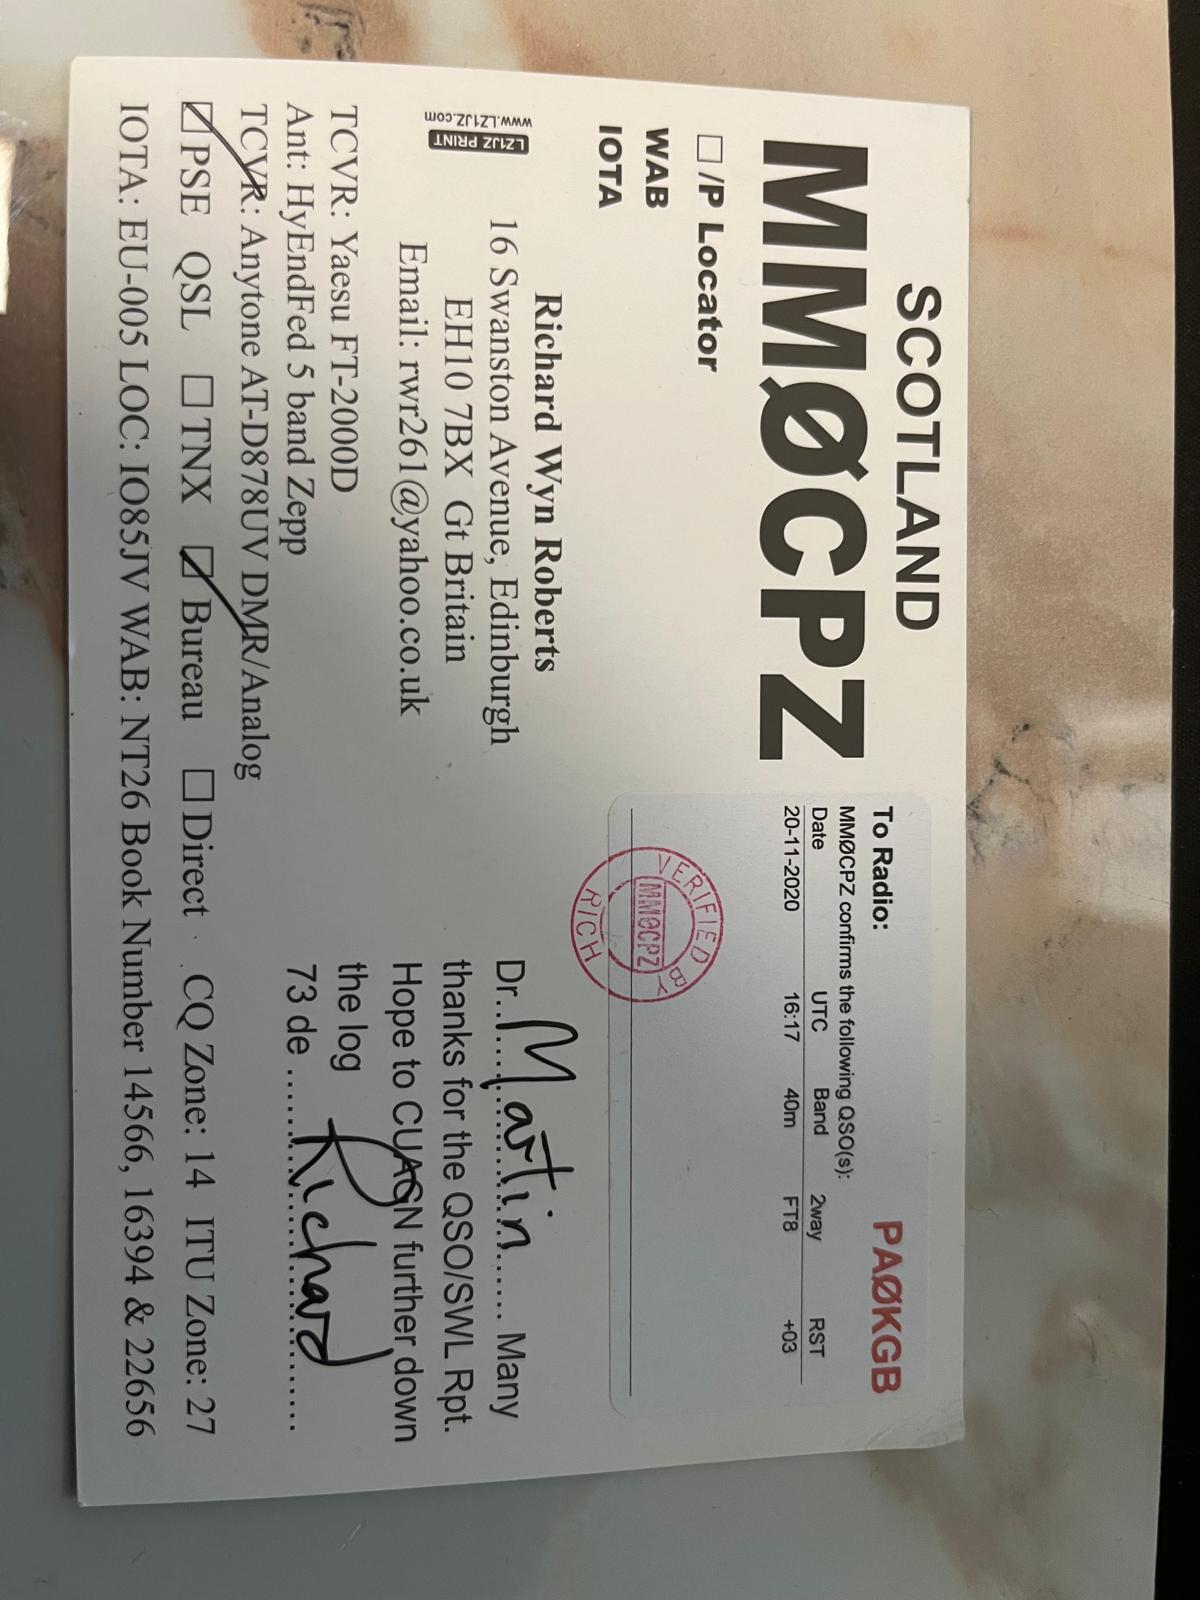 SCOTLAND
MMØCPZ
☐ /P Locator
WAB
IOTA
To Radio: PAØKGB
MMØCPZ confirms the following QSO(s):
Date UTC Band 2way RST
20-11-2020 16:17 40m FT8 +03
VERIFIED BY
MMØCPZ
RICH
Richard Wyn Roberts
16 Swanston Avenue, Edinburgh
EH10 7BX Gt Britain
Email: rwr261@yahoo.co.uk
LZ1JZ PRINT
www.LZ1JZ.com
Dr..Martin..... Many
thanks for the QSO/SWL Rpt.
Hope to CUAGN further down
the log
73 de ......Richard......
TCVR: Yaesu FT-2000D
Ant: HyEndFed 5 band Zepp
TCVR: Anytone AT-D878UV DMR/Analog
☑ PSE QSL ☐ TNX ☑ Bureau ☐ Direct CQ Zone: 14 ITU Zone: 27
IOTA: EU-005 LOC: IO85JV WAB: NT26 Book Number 14566, 16394 & 22656